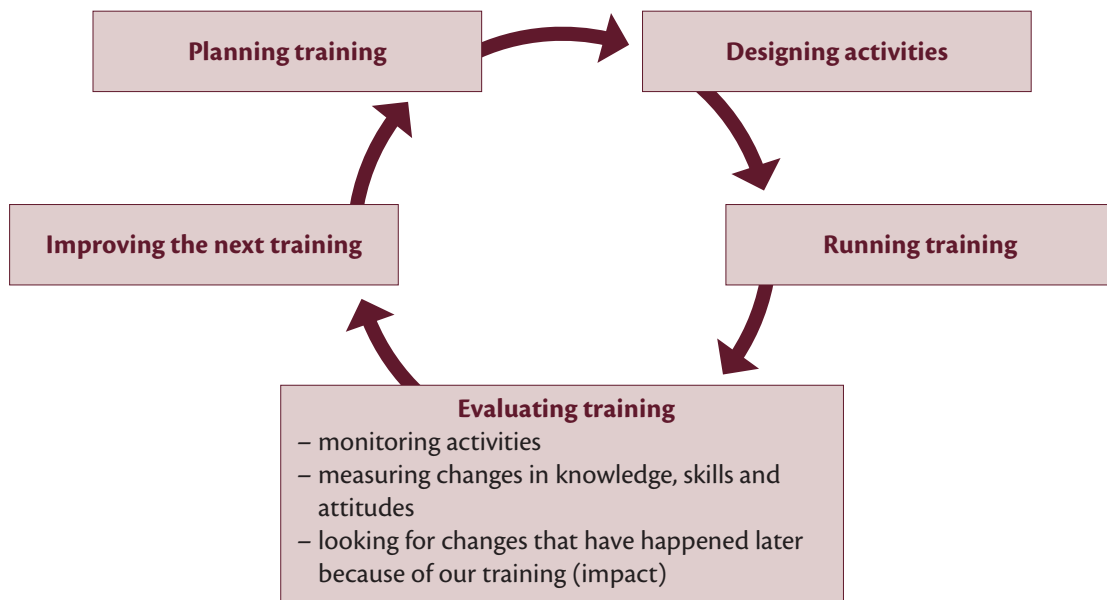 Planning training
Designing activities
Improving the next training
Running training
Evaluating training
– monitoring activities
– measuring changes in knowledge, skills and
attitudes
– looking for changes that have happened later
because of our training (impact)